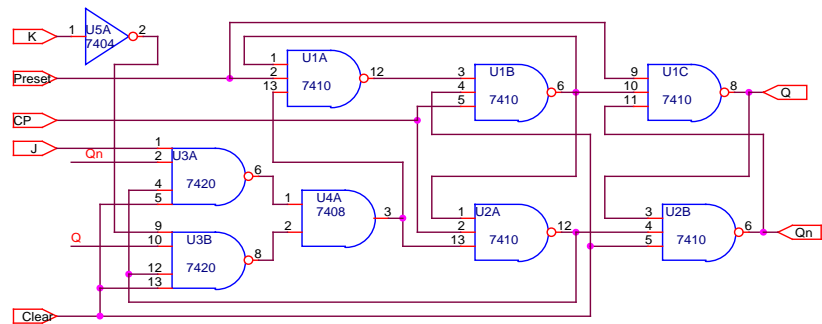 K 1 U5A 2
7404
U1A U1B U1C
1
Preset 2 12 3 6 9 8 Q
13 7410 4 7410 10 7410
5 11
CP
J 1 U3A
Qn 2 6
4 7420 1 U4A U2A U2B
5 7408 1 3
9 U3B 2 3 2 12 4 6 Qn
Q 10 8 13 7410 5 7410
12 7420
13
Clear